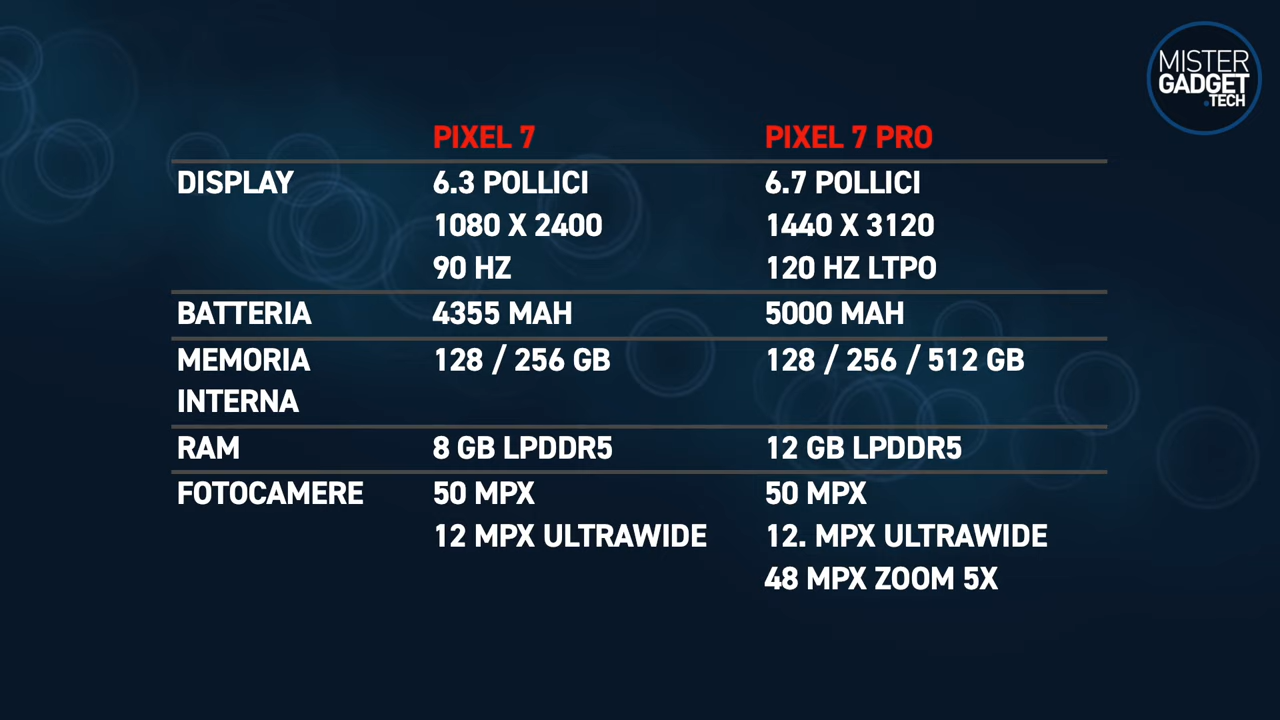 MISTER
GADGET
.TECH
PIXEL 7 PIXEL 7 PRO
DISPLAY 6.3 POLLICI 6.7 POLLICI
1080 X 2400 1440 X 3120
90 HZ 120 HZ LTPO
BATTERIA 4355 MAH 5000 MAH
MEMORIA 128 / 256 GB 128 / 256 / 512 GB
INTERNA
RAM 8 GB LPDDR5 12 GB LPDDR5
FOTOCAMERE 50 MPX 50 MPX
12 MPX ULTRAWIDE 12. MPX ULTRAWIDE
48 MPX ZOOM 5X